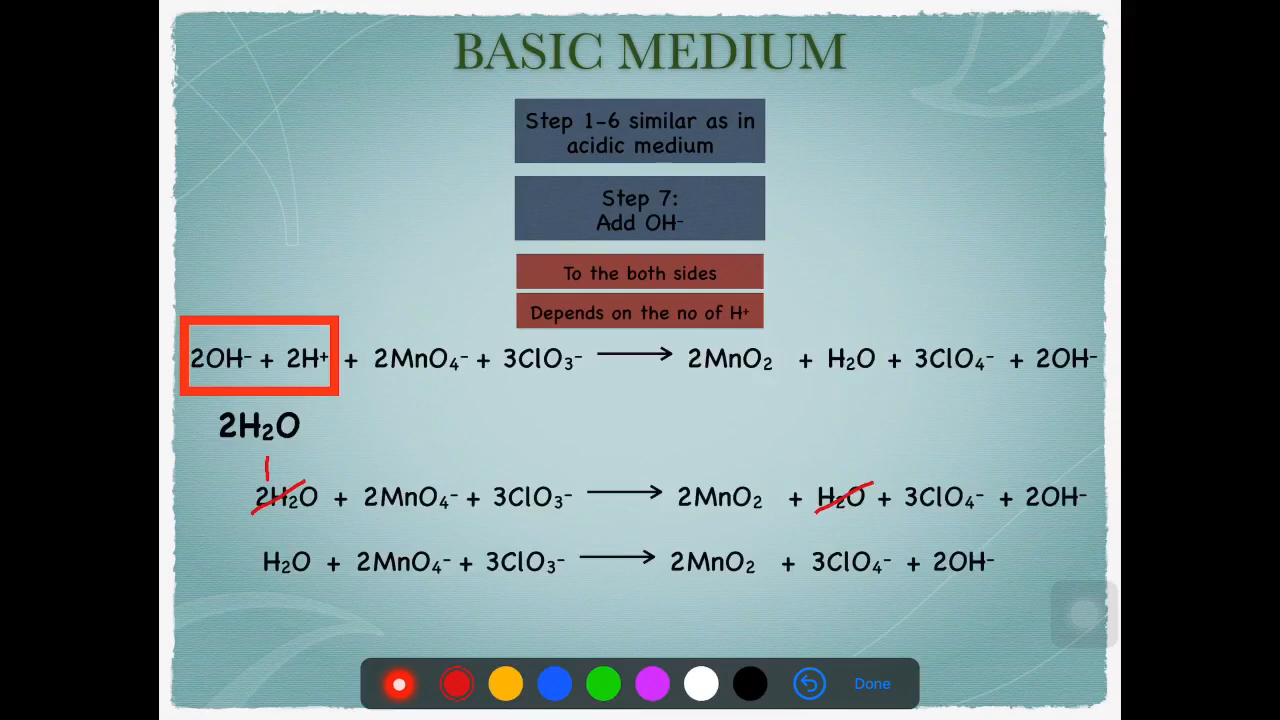 BASIC MEDIUM
Step 1-6 similar as in
acidic medium
Step 7:
Add OH⁻
To the both sides
Depends on the no of H⁺
2OH⁻ + 2H⁺ + 2MnO₄⁻ + 3ClO₃⁻ ⟶ 2MnO₂ + H₂O + 3ClO₄⁻ + 2OH⁻
2H₂O
1
2H₂O + 2MnO₄⁻ + 3ClO₃⁻ ⟶ 2MnO₂ + H₂O + 3ClO₄⁻ + 2OH⁻
H₂O + 2MnO₄⁻ + 3ClO₃⁻ ⟶ 2MnO₂ + 3ClO₄⁻ + 2OH⁻
Done